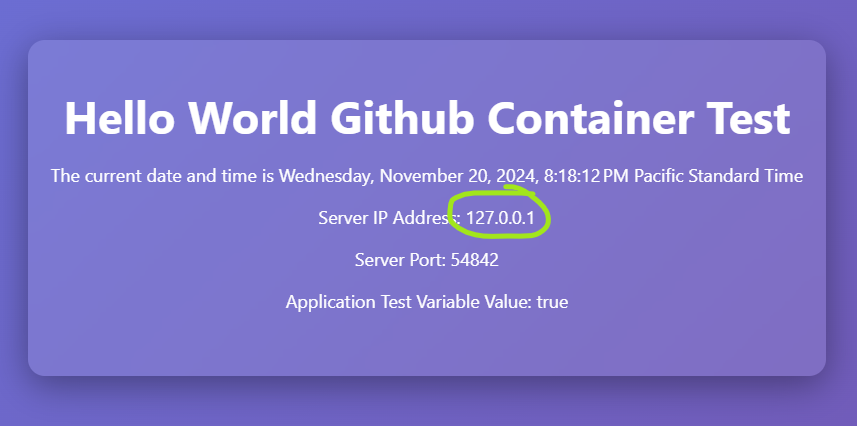 Hello World Github Container Test
The current date and time is Wednesday, November 20, 2024, 8:18:12 PM Pacific Standard Time
Server IP Address: 127.0.0.1
Server Port: 54842
Application Test Variable Value: true